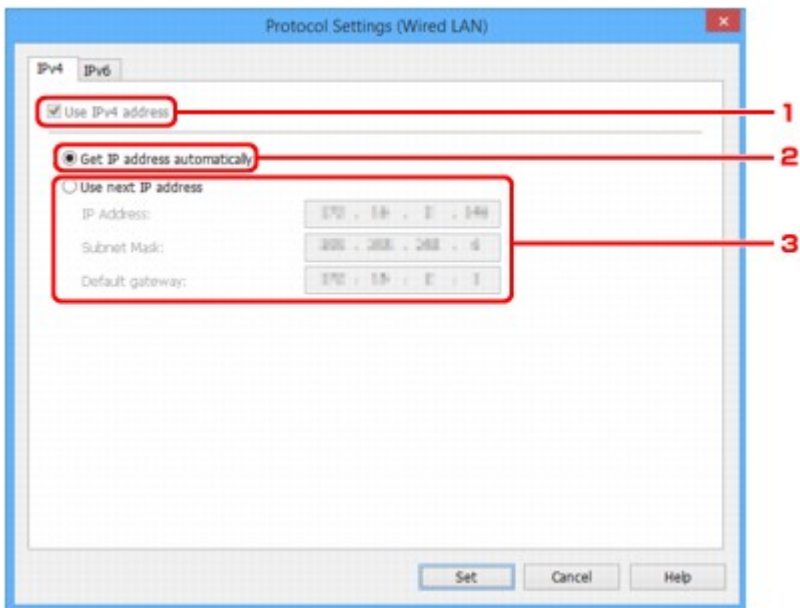 Protocol Settings (Wired LAN)
IPv4 IPv6
Use IPv4 address
1
Get IP address automatically
2
Use next IP address
IP Address:
Subnet Mask:
3
Default gateway:
Set Cancel Help